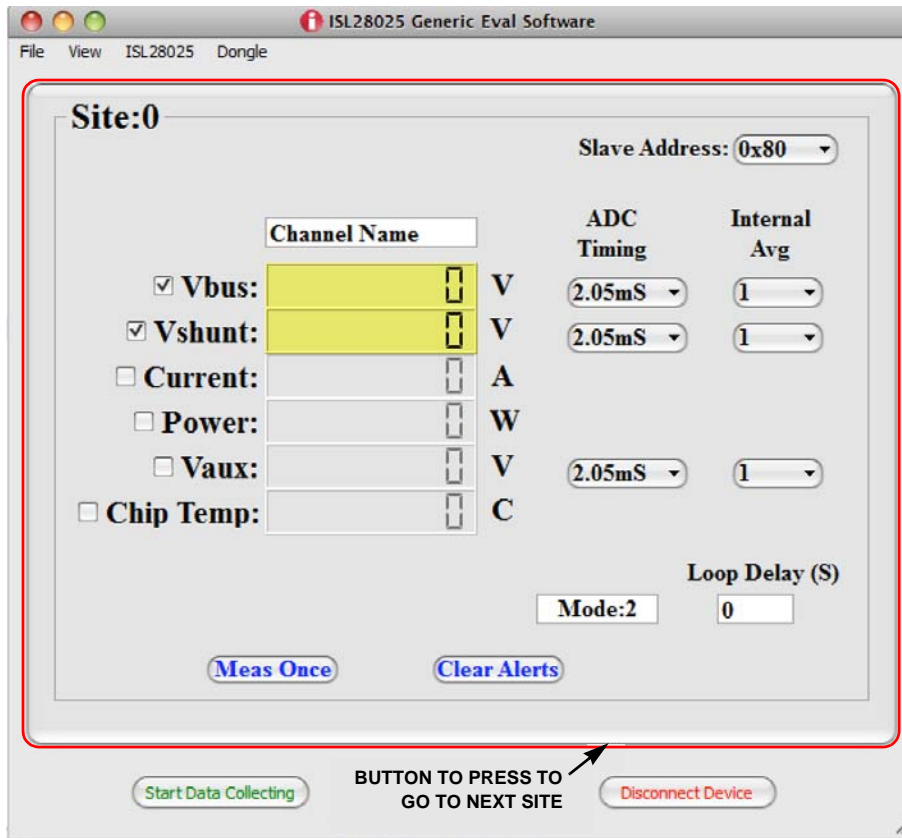 ISL28025 Generic Eval Software
File View ISL28025 Dongle
Site:0
Slave Address: 0x80
Channel Name
ADC Timing
Internal Avg
Vbus: 0 V 2.05mS 1
Vshunt: 0 V 2.05mS 1
Current: 0 A
Power: 0 W
Vaux: 0 V 2.05mS 1
Chip Temp: 0 C
Loop Delay (S)
Mode:2 0
Meas Once Clear Alerts
BUTTON TO PRESS TO
GO TO NEXT SITE
Start Data Collecting
Disconnect Device